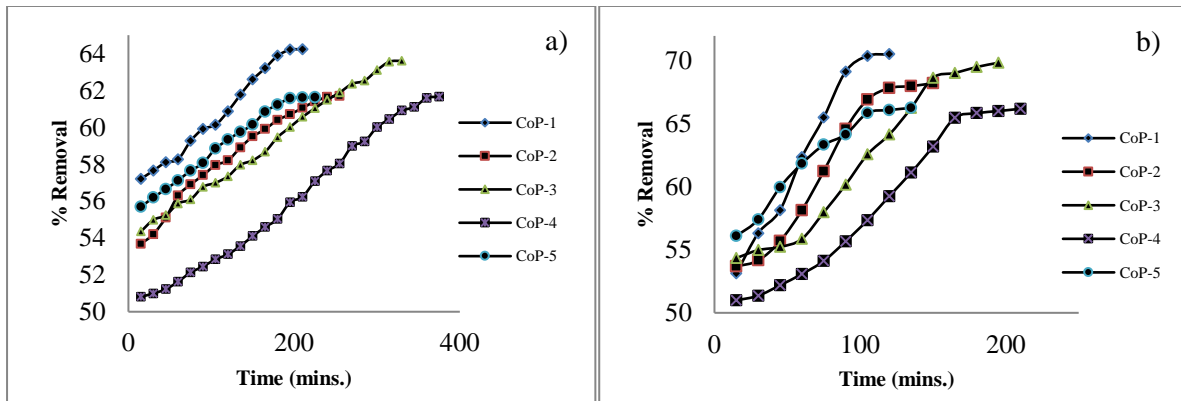 a)
% Removal
64
62
60
58
56
54
52
50
0
200
400
Time (mins.)
CoP-1
CoP-2
CoP-3
CoP-4
CoP-5
b)
% Removal
70
65
60
55
50
0
100
200
Time (mins.)
CoP-1
CoP-2
CoP-3
CoP-4
CoP-5